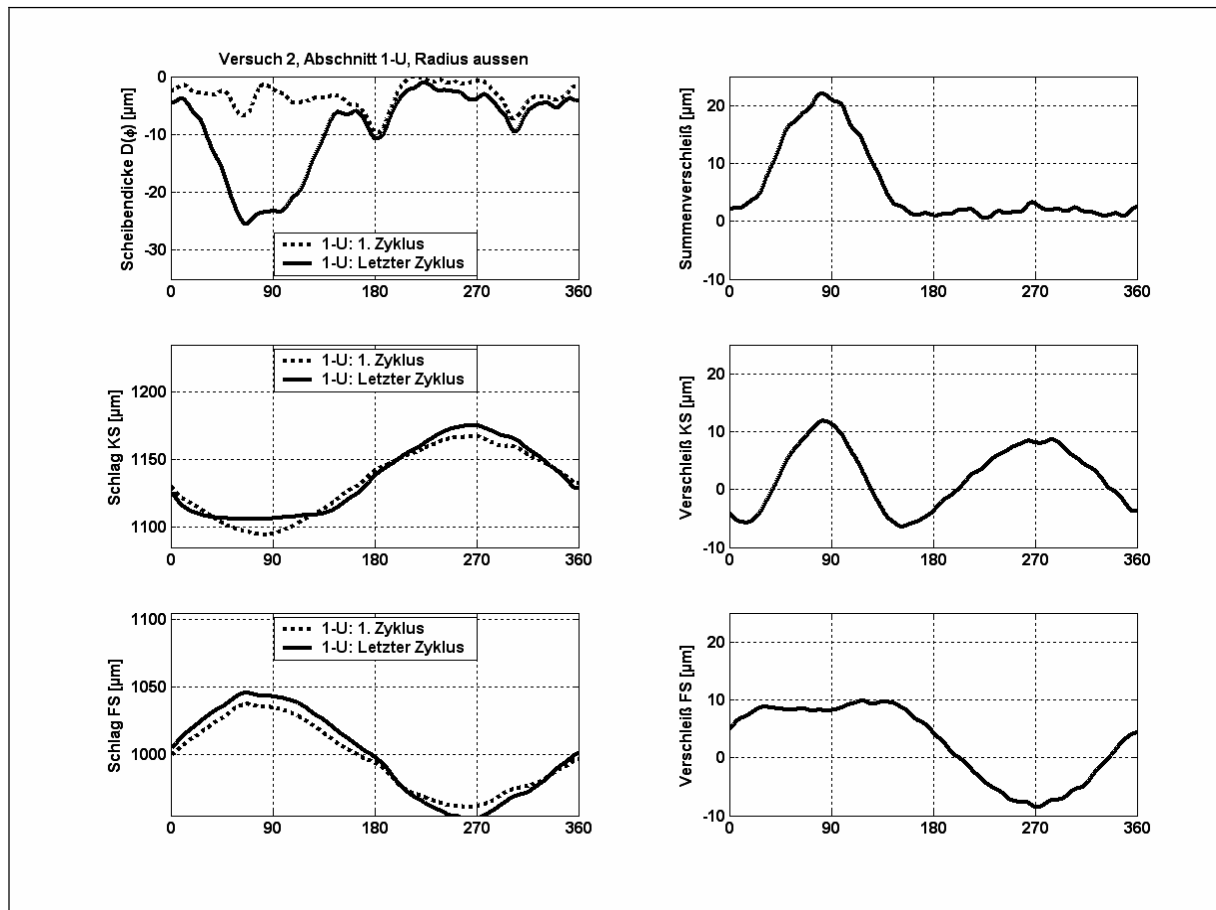 Versuch 2, Abschnitt 1-U, Radius aussen
Scheibendicke D(ϕ) [µm]
0
-10
-20
-30
1-U: 1. Zyklus
1-U: Letzter Zyklus
0 90 180 270 360
Summenverschleiß [µm]
20
10
0
-10
0 90 180 270 360
Schlag KS [µm]
1200
1150
1100
1-U: 1. Zyklus
1-U: Letzter Zyklus
0 90 180 270 360
Verschleiß KS [µm]
20
10
0
-10
0 90 180 270 360
Schlag FS [µm]
1100
1050
1000
1-U: 1. Zyklus
1-U: Letzter Zyklus
0 90 180 270 360
Verschleiß FS [µm]
20
10
0
-10
0 90 180 270 360